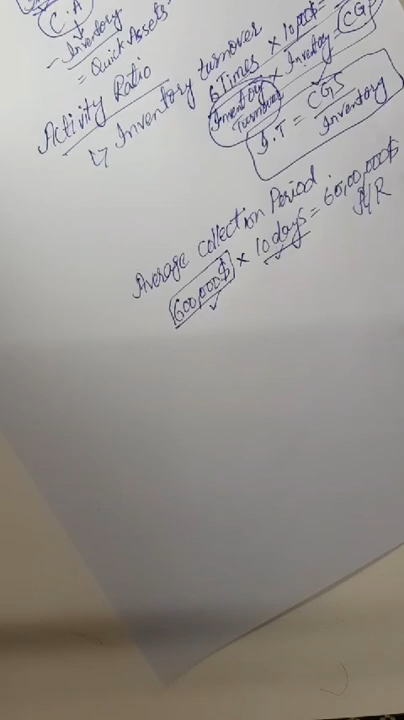 C.A
- Inventory
= Quick Assets
Activity Ratio
Inventory turnover
6 Times × 10,000$ =
Inventory Turnover × Inventory = CGS
I.T = CGS / Inventory
Average collection Period.
600,000$ × 10 days = 60,00,000$
A/R